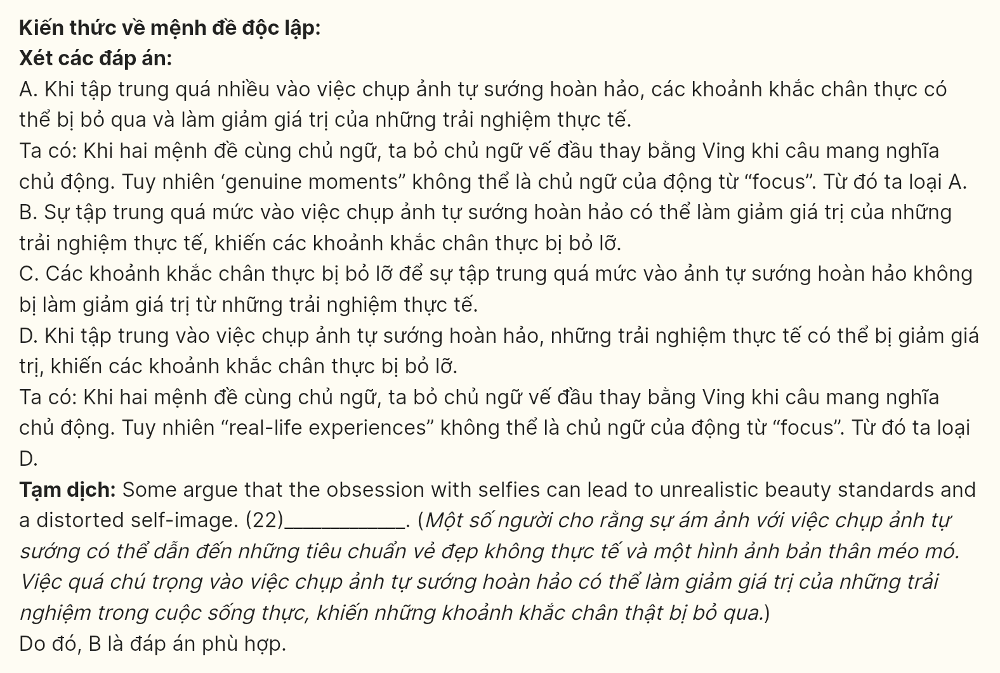 Kiến thức về mệnh đề độc lập:
Xét các đáp án:
A. Khi tập trung quá nhiều vào việc chụp ảnh tự sướng hoàn hảo, các khoảnh khắc chân thực có
thể bị bỏ qua và làm giảm giá trị của những trải nghiệm thực tế.
Ta có: Khi hai mệnh đề cùng chủ ngữ, ta bỏ chủ ngữ vế đầu thay bằng Ving khi câu mang nghĩa
chủ động. Tuy nhiên ‘genuine moments” không thể là chủ ngữ của động từ “focus”. Từ đó ta loại A.
B. Sự tập trung quá mức vào việc chụp ảnh tự sướng hoàn hảo có thể làm giảm giá trị của những
trải nghiệm thực tế, khiến các khoảnh khắc chân thực bị bỏ lỡ.
C. Các khoảnh khắc chân thực bị bỏ lỡ để sự tập trung quá mức vào ảnh tự sướng hoàn hảo không
bị làm giảm giá trị từ những trải nghiệm thực tế.
D. Khi tập trung vào việc chụp ảnh tự sướng hoàn hảo, những trải nghiệm thực tế có thể bị giảm giá
trị, khiến các khoảnh khắc chân thực bị bỏ lỡ.
Ta có: Khi hai mệnh đề cùng chủ ngữ, ta bỏ chủ ngữ vế đầu thay bằng Ving khi câu mang nghĩa
chủ động. Tuy nhiên “real-life experiences” không thể là chủ ngữ của động từ “focus”. Từ đó ta loại
D.
Tạm dịch: Some argue that the obsession with selfies can lead to unrealistic beauty standards and
a distorted self-image. (22)____________. (Một số người cho rằng sự ám ảnh với việc chụp ảnh tự
sướng có thể dẫn đến những tiêu chuẩn vẻ đẹp không thực tế và một hình ảnh bản thân méo mó.
Việc quá chú trọng vào việc chụp ảnh tự sướng hoàn hảo có thể làm giảm giá trị của những trải
nghiệm trong cuộc sống thực, khiến những khoảnh khắc chân thật bị bỏ qua.)
Do đó, B là đáp án phù hợp.